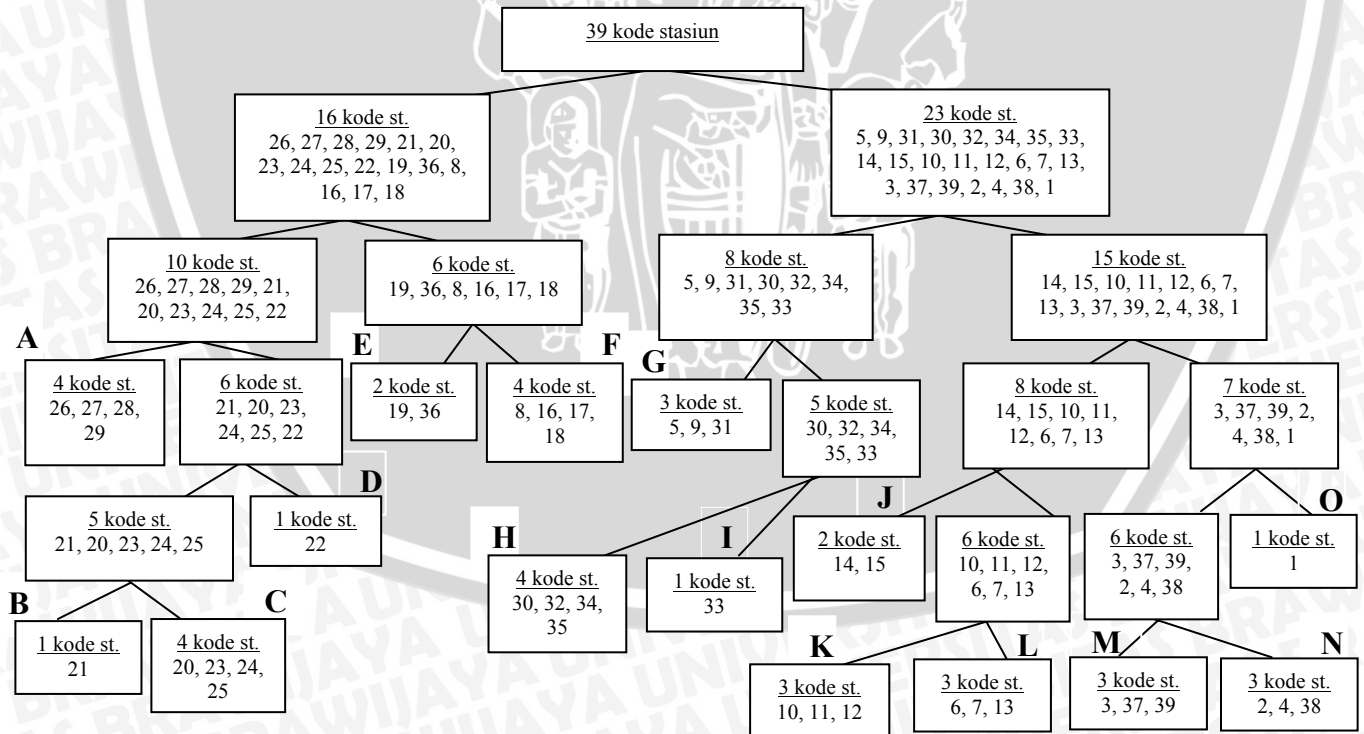 39 kode stasiun
16 kode st.
26, 27, 28, 29, 21, 20,
23, 24, 25, 22, 19, 36, 8,
16, 17, 18
23 kode st.
5, 9, 31, 30, 32, 34, 35, 33,
14, 15, 10, 11, 12, 6, 7, 13,
3, 37, 39, 2, 4, 38, 1
10 kode st.
26, 27, 28, 29, 21,
20, 23, 24, 25, 22
6 kode st.
19, 36, 8, 16, 17, 18
8 kode st.
5, 9, 31, 30, 32, 34,
35, 33
15 kode st.
14, 15, 10, 11, 12, 6, 7,
13, 3, 37, 39, 2, 4, 38, 1
A
4 kode st.
26, 27, 28,
29
6 kode st.
21, 20, 23,
24, 25, 22
E
2 kode st.
19, 36
F
4 kode st.
8, 16, 17,
18
G
3 kode st.
5, 9, 31
5 kode st.
30, 32, 34,
35, 33
8 kode st.
14, 15, 10, 11,
12, 6, 7, 13
7 kode st.
3, 37, 39, 2,
4, 38, 1
5 kode st.
21, 20, 23, 24, 25
D
1 kode st.
22
H
4 kode st.
30, 32, 34,
35
I
1 kode st.
33
J
2 kode st.
14, 15
6 kode st.
10, 11, 12,
6, 7, 13
6 kode st.
3, 37, 39,
2, 4, 38
O
1 kode st.
1
B
1 kode st.
21
C
4 kode st.
20, 23, 24,
25
K
3 kode st.
10, 11, 12
L
3 kode st.
6, 7, 13
M
3 kode st.
3, 37, 39
N
3 kode st.
2, 4, 38